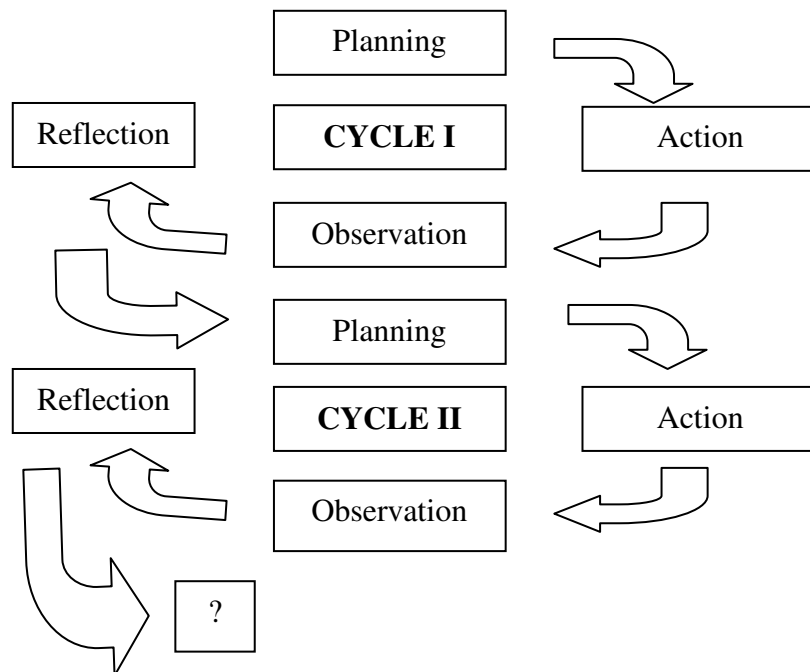 Planning
Reflection
CYCLE I
Action
Observation
Planning
Reflection
CYCLE II
Action
Observation
?